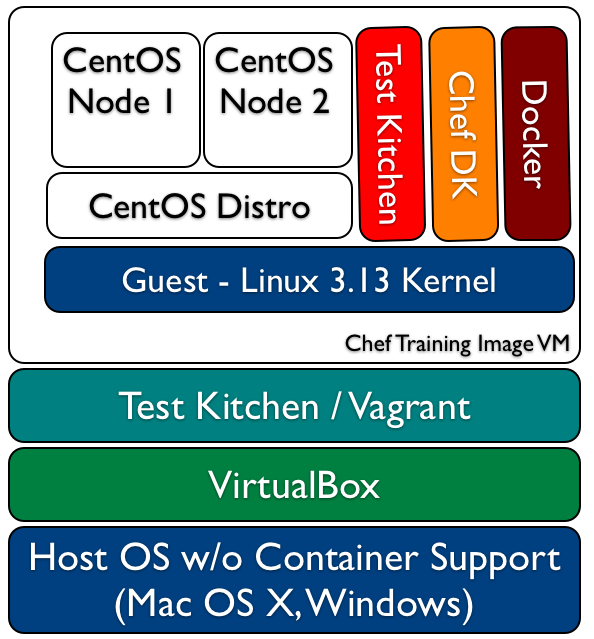 CentOS
Node 1
CentOS
Node 2
Test Kitchen
Chef DK
Docker
CentOS Distro
Guest - Linux 3.13 Kernel
Chef Training Image VM
Test Kitchen / Vagrant
VirtualBox
Host OS w/o Container Support
(Mac OS X, Windows)